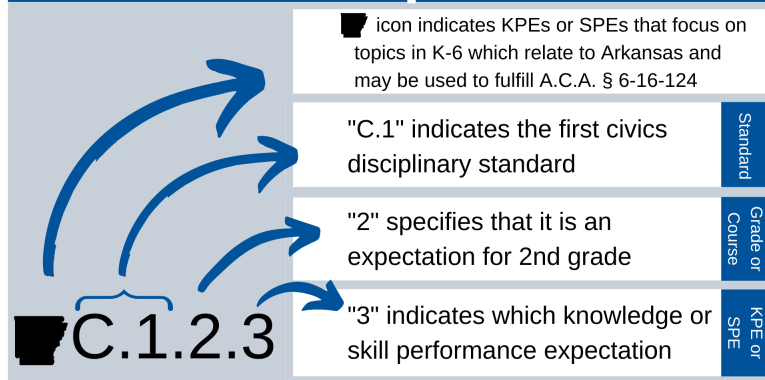 icon indicates KPEs or SPEs that focus on
topics in K-6 which relate to Arkansas and
may be used to fulfill A.C.A. § 6-16-124
"C.1" indicates the first civics
disciplinary standard
Standard
"2" specifies that it is an
expectation for 2nd grade
Grade or
Course
"3" indicates which knowledge or
skill performance expectation
KPE or
SPE
C.1.2.3